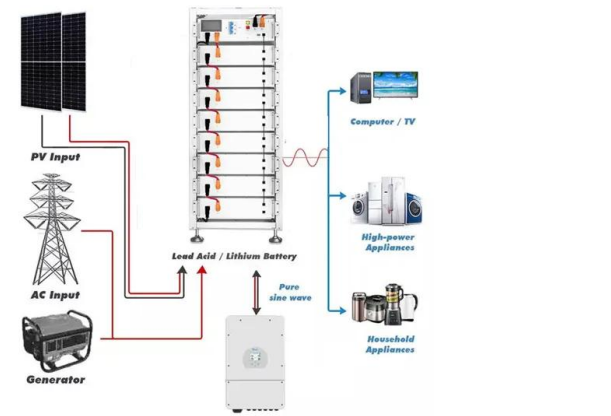 PV Input
AC Input
Generator
Lead Acid / Lithium Battery
Pure
sine wave
Computer / TV
High-power
Appliances
Household
Appliances